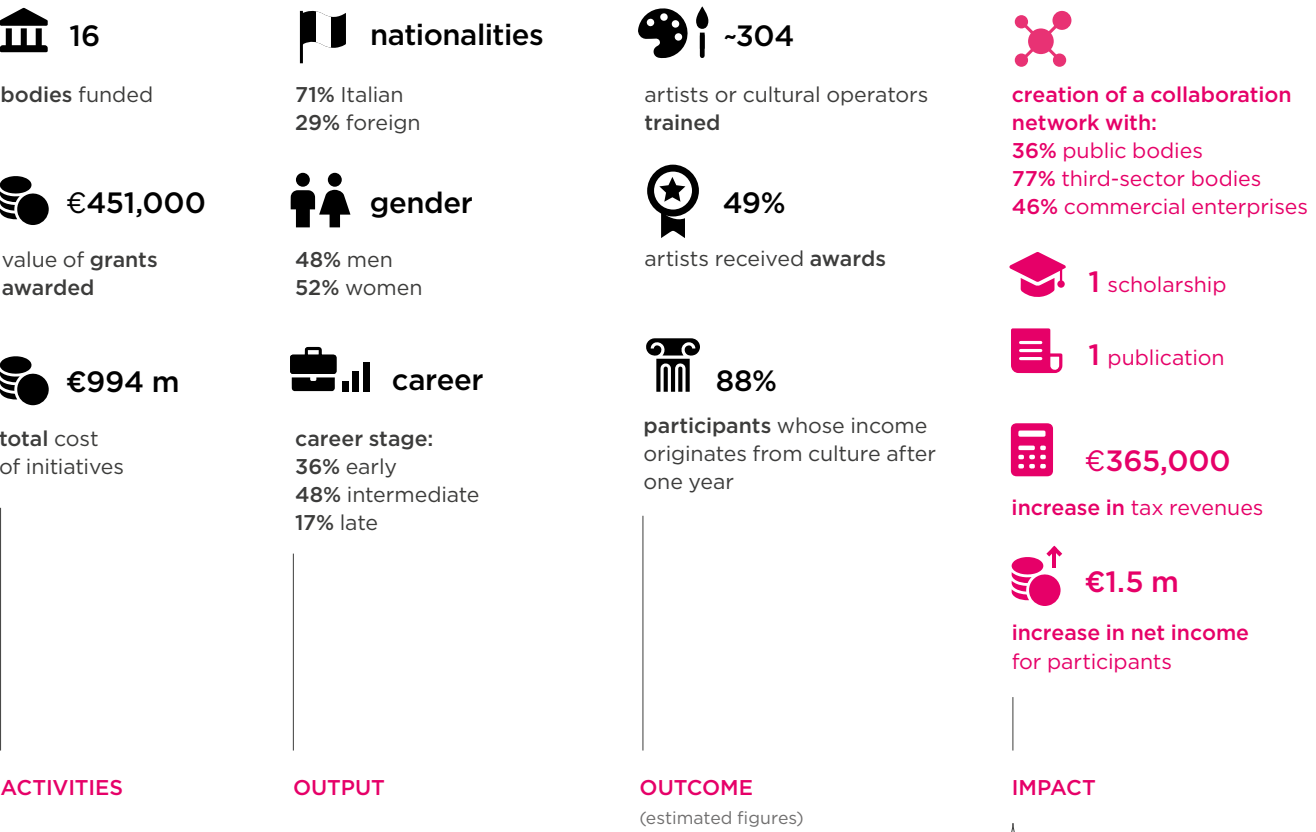 16
bodies funded
€451,000
value of grants
awarded
€994 m
total cost
of initiatives
ACTIVITIES
nationalities
71% Italian
29% foreign
gender
48% men
52% women
career
career stage:
36% early
48% intermediate
17% late
OUTPUT
~304
artists or cultural operators
trained
49%
artists received awards
88%
participants whose income
originates from culture after
one year
OUTCOME
(estimated figures)
creation of a collaboration
network with:
36% public bodies
77% third-sector bodies
46% commercial enterprises
1 scholarship
1 publication
€365,000
increase in tax revenues
€1.5 m
increase in net income
for participants
IMPACT